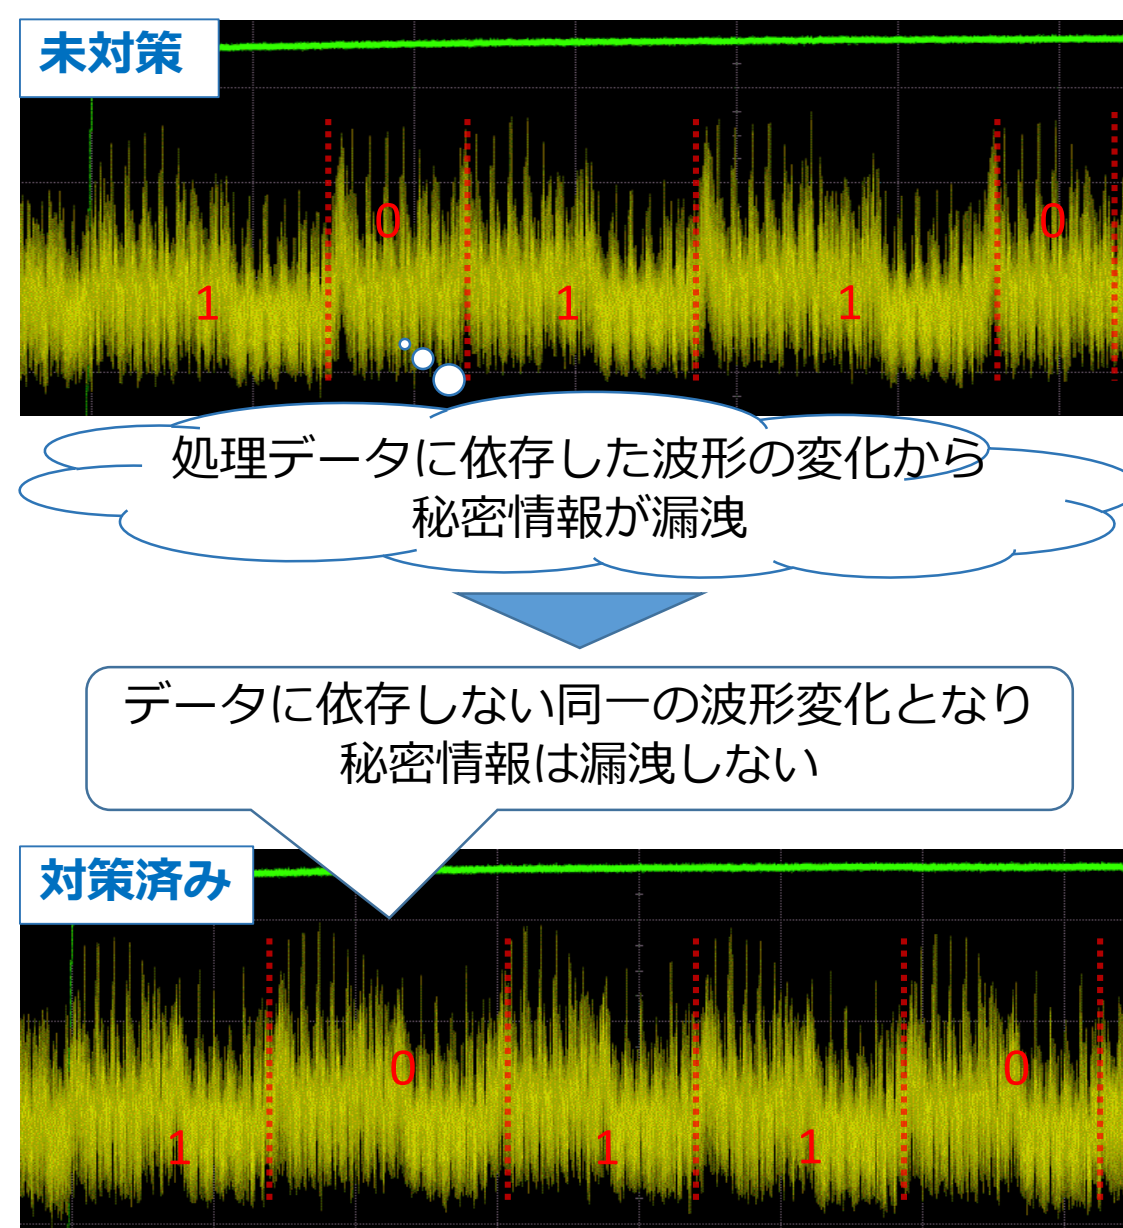 未対策
0
0
1
1
1
処理データに依存した波形の変化から
秘密情報が漏洩
データに依存しない同一の波形変化となり
秘密情報は漏洩しない
対策済み
0
0
1
1
1